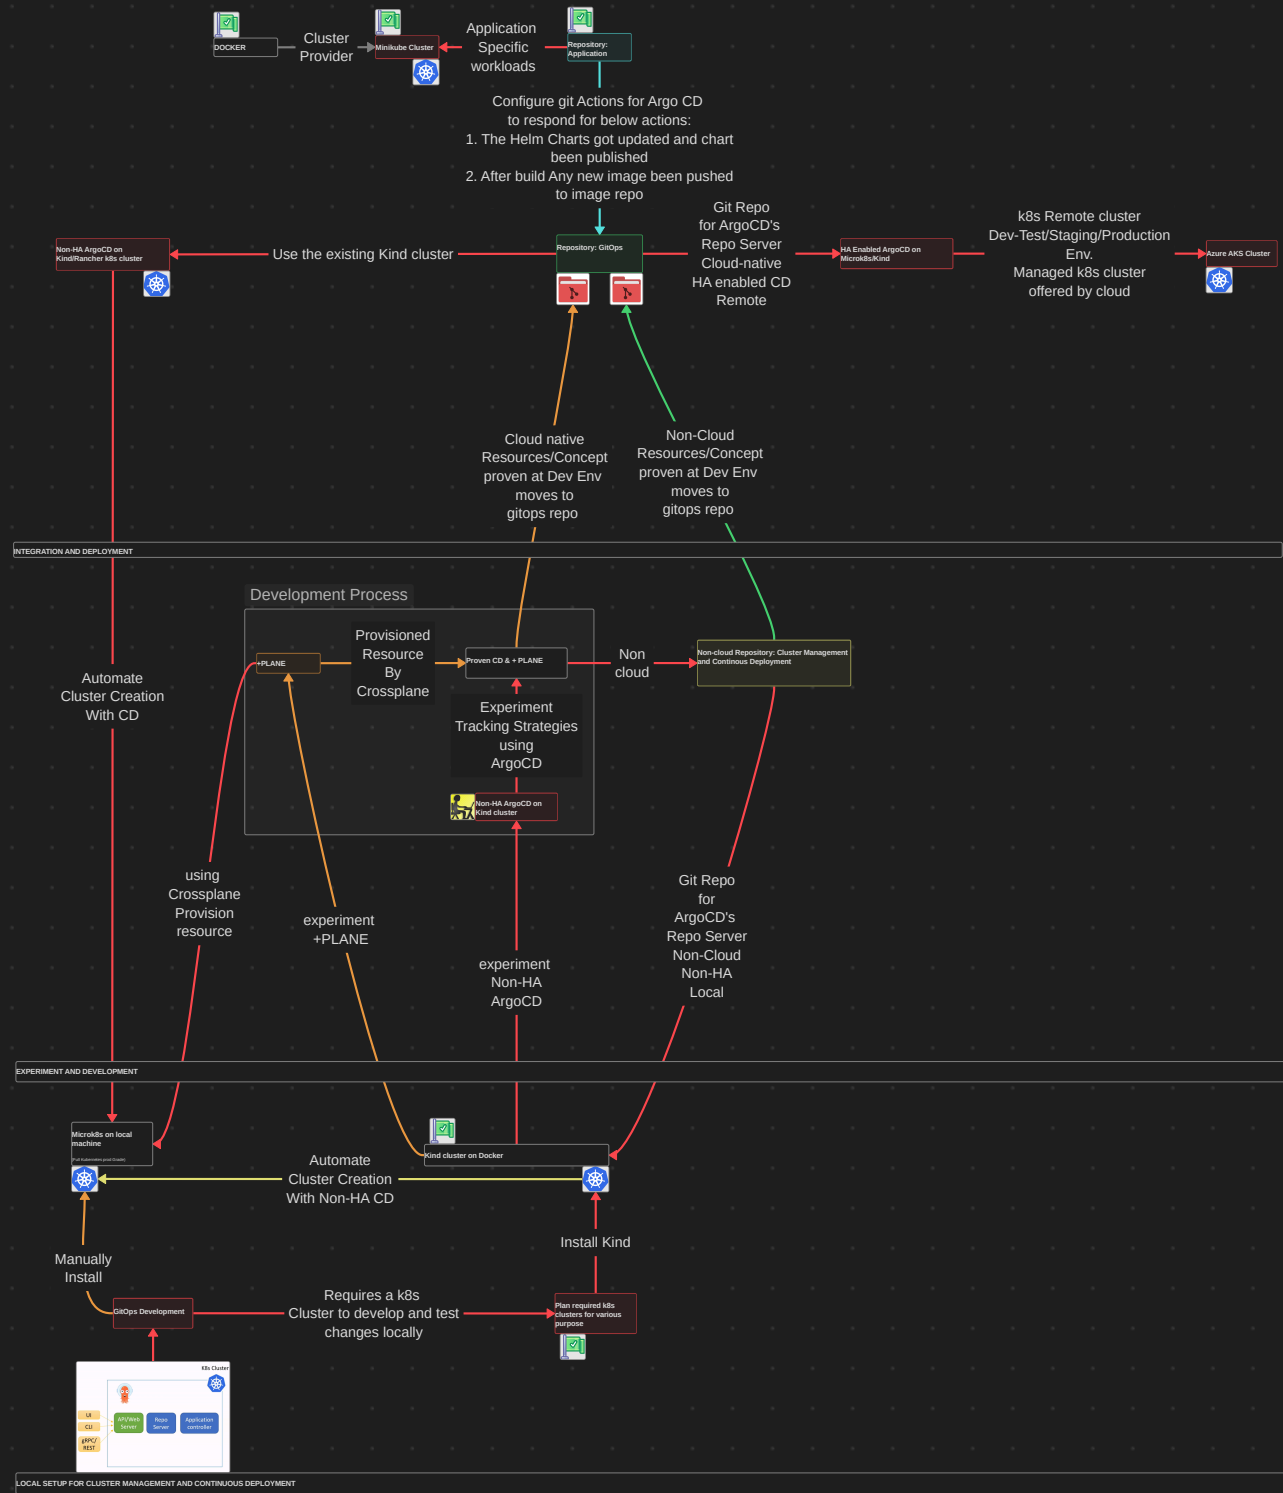 DOCKER
Cluster
Provider
Minikube Cluster
Application
Specific
workloads
Repository:
Application
Configure git Actions for Argo CD
to respond for below actions:
1. The Helm Charts got updated and chart
been published
2. After build Any new image been pushed
to image repo
Non-HA ArgoCD on
Kind/Rancher k8s cluster
Use the existing Kind cluster
Repository: GitOps
Git Repo
for ArgoCD's
Repo Server
Cloud-native
HA enabled CD
Remote
HA Enabled ArgoCD on
Microk8s/Kind
k8s Remote cluster
Dev-Test/Staging/Production
Env.
Managed k8s cluster
offered by cloud
Azure AKS Cluster
Cloud native
Resources/Concept
proven at Dev Env
moves to
gitops repo
Non-Cloud
Resources/Concept
proven at Dev Env
moves to
gitops repo
INTEGRATION AND DEPLOYMENT
Development Process
+PLANE
Provisioned
Resource
By
Crossplane
Proven CD & + PLANE
Non
cloud
Non-cloud Repository: Cluster Management
and Continous Deployment
Automate
Cluster Creation
With CD
Experiment
Tracking Strategies
using
ArgoCD
Non-HA ArgoCD on
Kind cluster
using
Crossplane
Provision
resource
experiment
+PLANE
experiment
Non-HA
ArgoCD
Git Repo
for
ArgoCD's
Repo Server
Non-Cloud
Non-HA
Local
EXPERIMENT AND DEVELOPMENT
Microk8s on local
machine
(Full Kubernetes prod Grade)
Kind cluster on Docker
Automate
Cluster Creation
With Non-HA CD
Manually
Install
Install Kind
GitOps Development
Requires a k8s
Cluster to develop and test
changes locally
Plan required k8s
clusters for various
purpose
K8s Cluster
UI
CLI
gRPC/
REST
API/Web
Server
Repo
Server
Application
controller
LOCAL SETUP FOR CLUSTER MANAGEMENT AND CONTINUOUS DEPLOYMENT